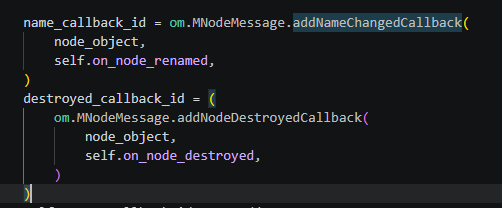 name_callback_id = om.MNodeMessage.addNameChangedCallback(
    node_object,
    self.on_node_renamed,
)
destroyed_callback_id = (
    om.MNodeMessage.addNodeDestroyedCallback(
        node_object,
        self.on_node_destroyed,
    )
)